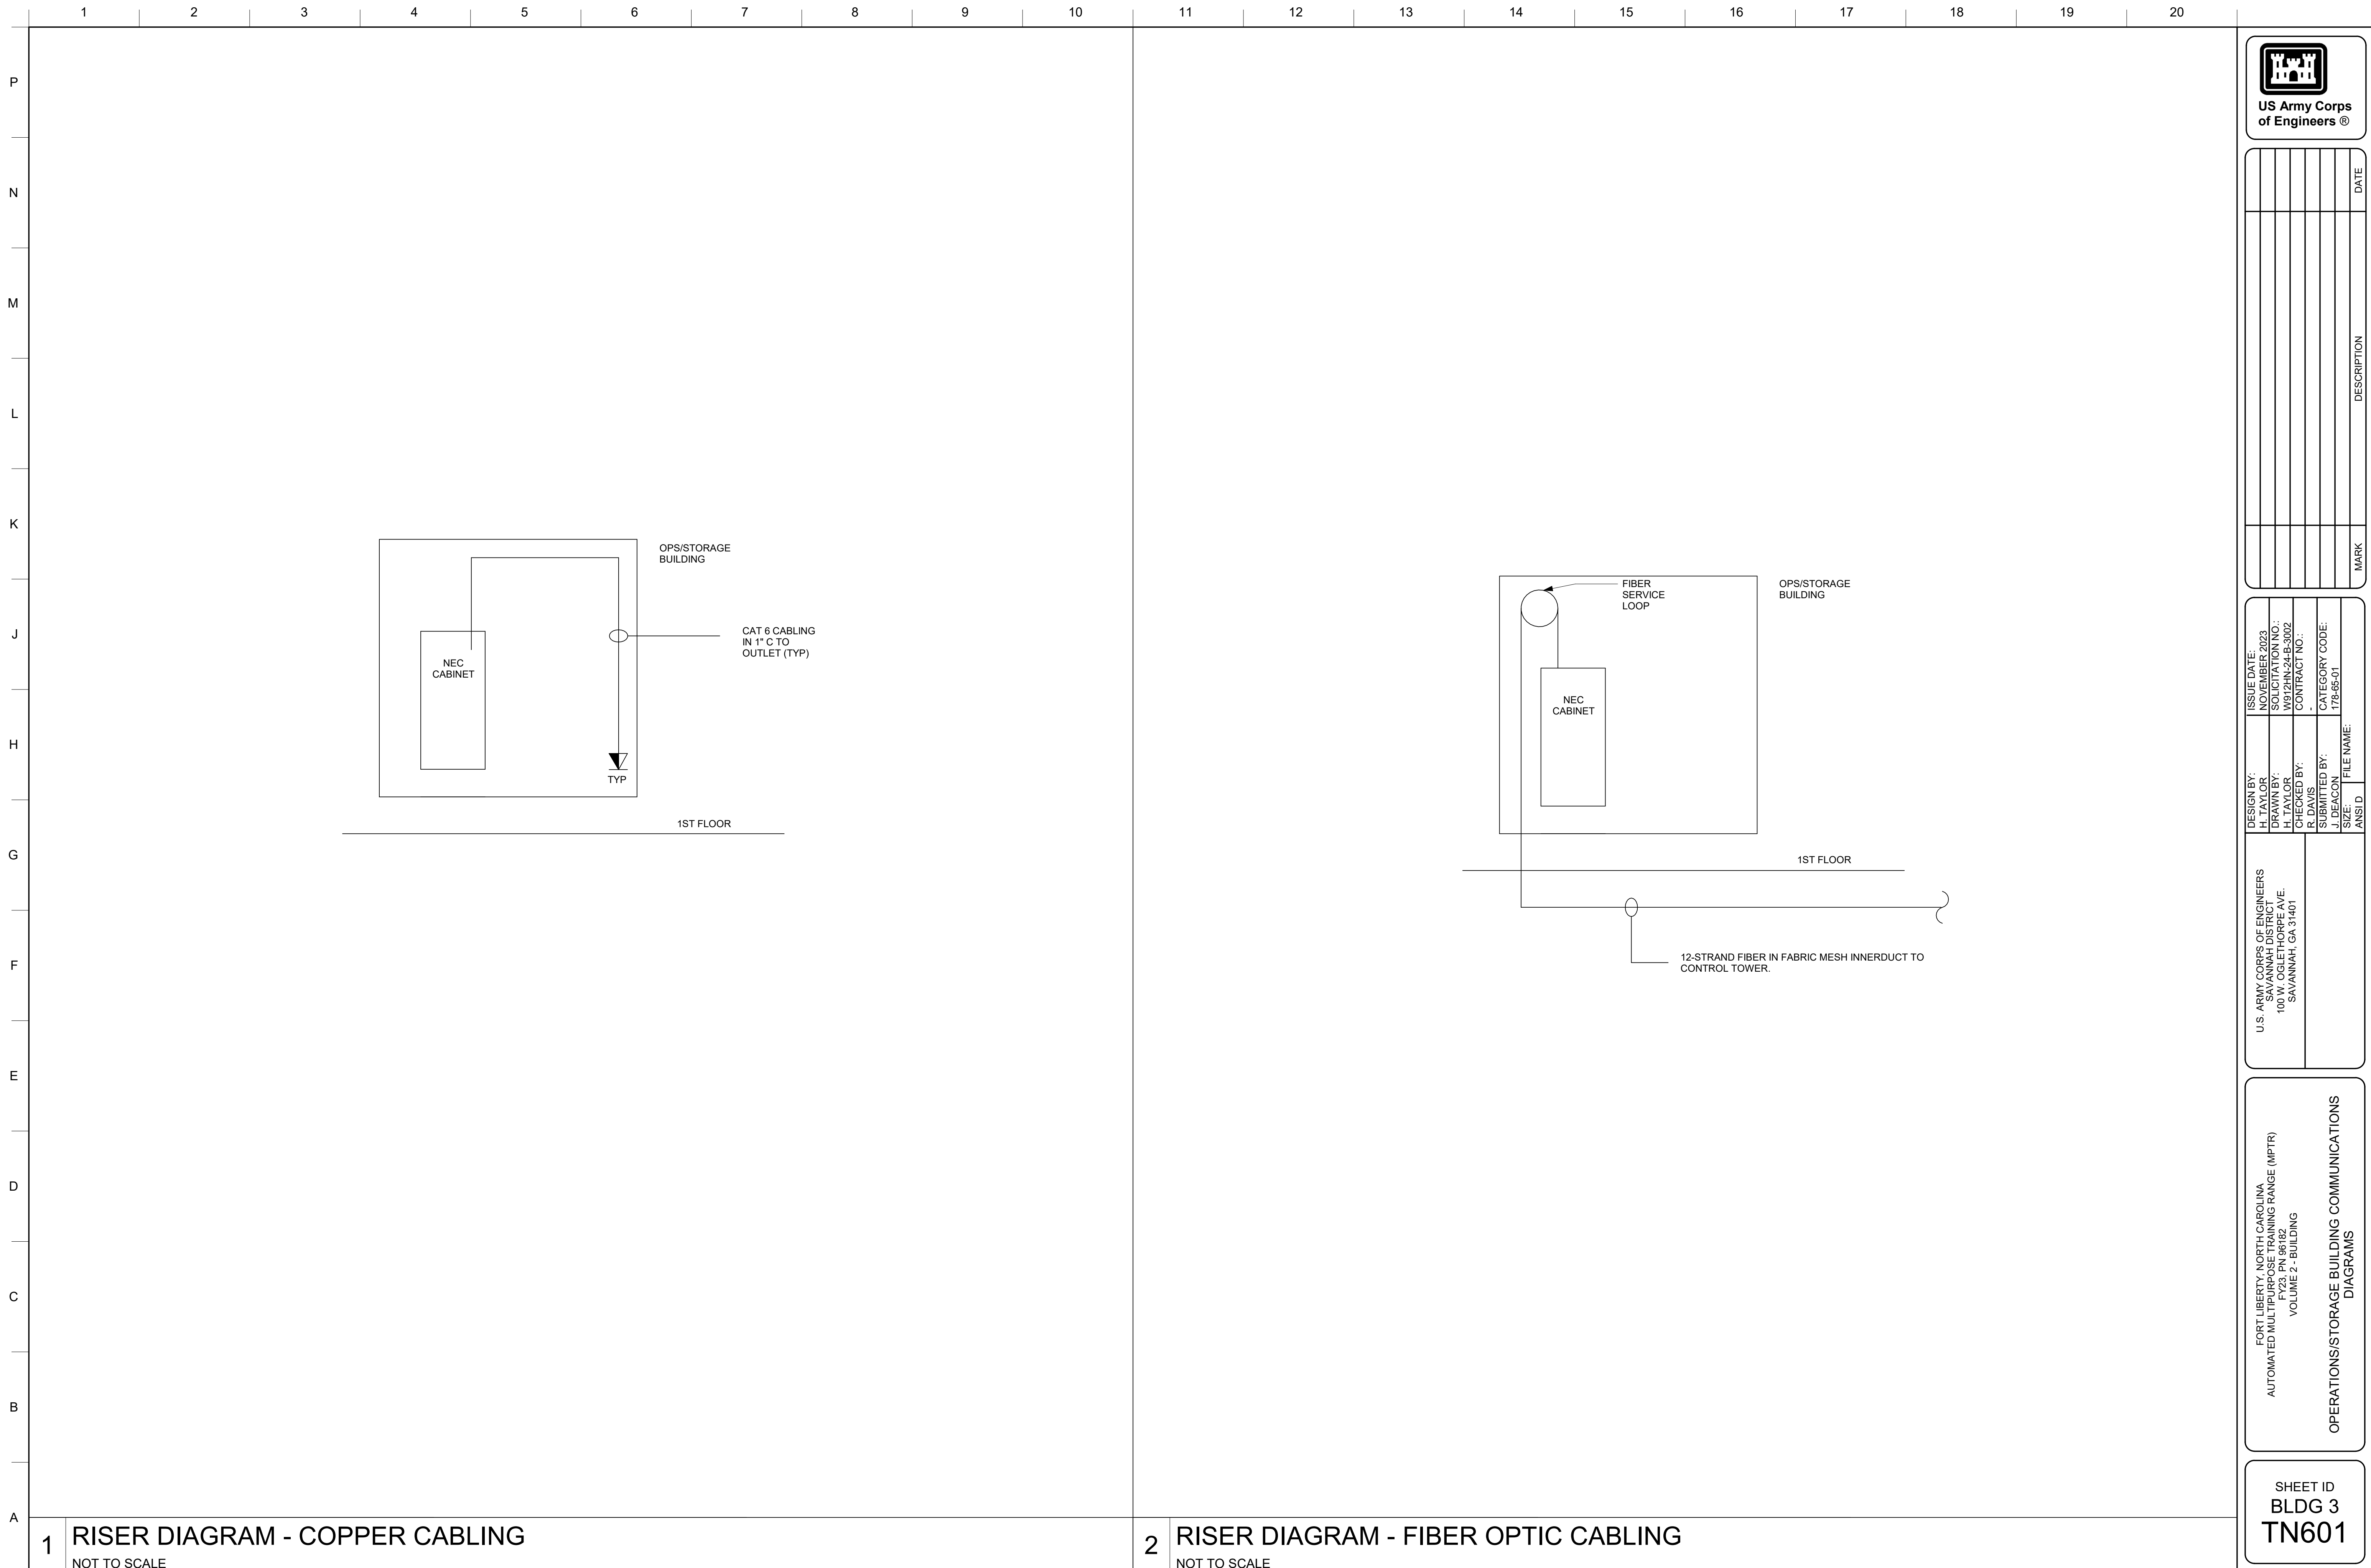 1 2 3 4 5 6 7 8 9 10 11 12 13 14 15 16 17 18 19 20
P
N
M
L
K
J
H
G
F
E
D
C
B
A
OPS/STORAGE
BUILDING
NEC
CABINET
CAT 6 CABLING
IN 1" C TO
OUTLET (TYP)
TYP
1ST FLOOR
1
RISER DIAGRAM - COPPER CABLING
NOT TO SCALE
FIBER
SERVICE
LOOP
OPS/STORAGE
BUILDING
NEC
CABINET
1ST FLOOR
12-STRAND FIBER IN FABRIC MESH INNERDUCT TO
CONTROL TOWER.
2
RISER DIAGRAM - FIBER OPTIC CABLING
NOT TO SCALE
US Army Corps
of Engineers ®
DATE
DESCRIPTION
MARK
ISSUE DATE:
NOVEMBER 2023
SOLICITATION NO.:
W912HN-24-B-3002
CONTRACT NO.:
-
CATEGORY CODE:
178-65-01
DESIGN BY:
H. TAYLOR
DRAWN BY:
H. TAYLOR
CHECKED BY:
R. DAVIS
SUBMITTED BY:
J. DEACON
SIZE:
ANSI D
FILE NAME:
U.S. ARMY CORPS OF ENGINEERS
SAVANNAH DISTRICT
100 W. OGLETHORPE AVE.
SAVANNAH, GA 31401
FORT LIBERTY, NORTH CAROLINA
AUTOMATED MULTIPURPOSE TRAINING RANGE (MPTR)
FY23, PN 96182
VOLUME 2 - BUILDING
OPERATIONS/STORAGE BUILDING COMMUNICATIONS
DIAGRAMS
SHEET ID
BLDG 3
TN601